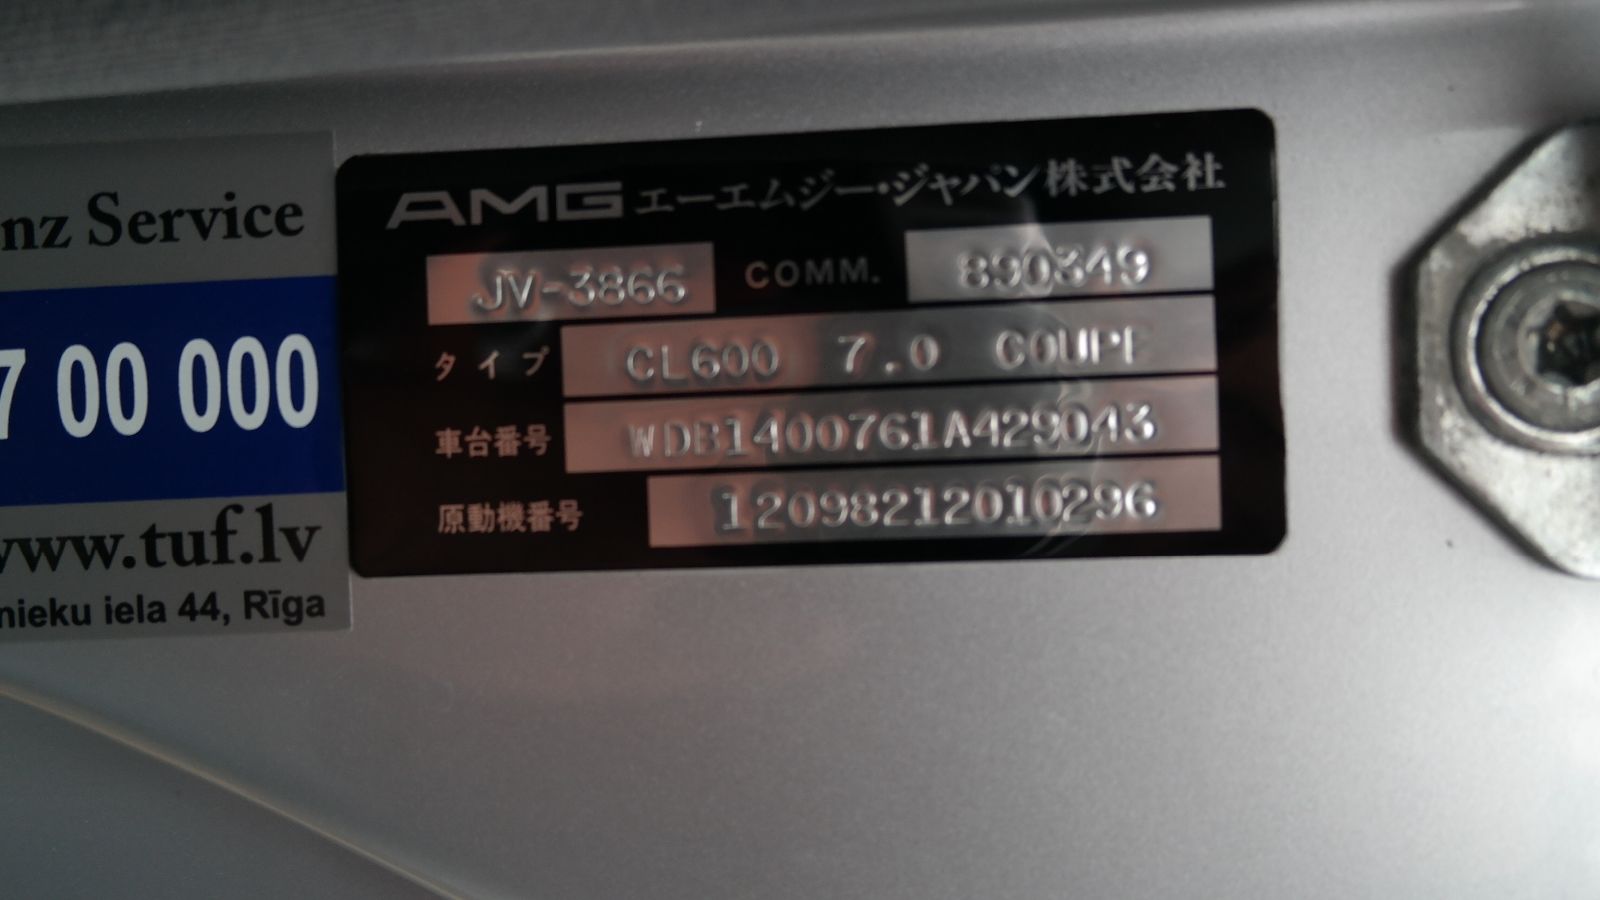 nz Service
7 00 000
www.tuf.lv
nieku iela 44, Rīga
AMG エーエムジー・ジャパン株式会社
JV-3866 COMM. 890349
タイプ CL600 7.0 COUPE
車台番号 WDB1400761A429043
原動機番号 12098212010296